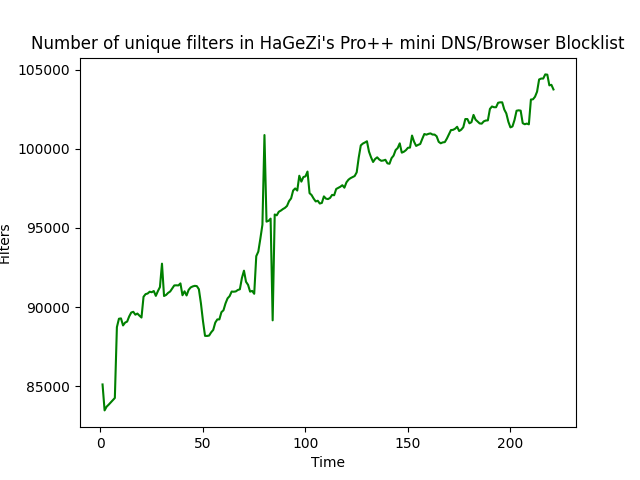 Number of unique filters in HaGeZi's Pro++ mini DNS/Browser Blocklist
105000
100000
95000
90000
85000
Filters
0 50 100 150 200
Time